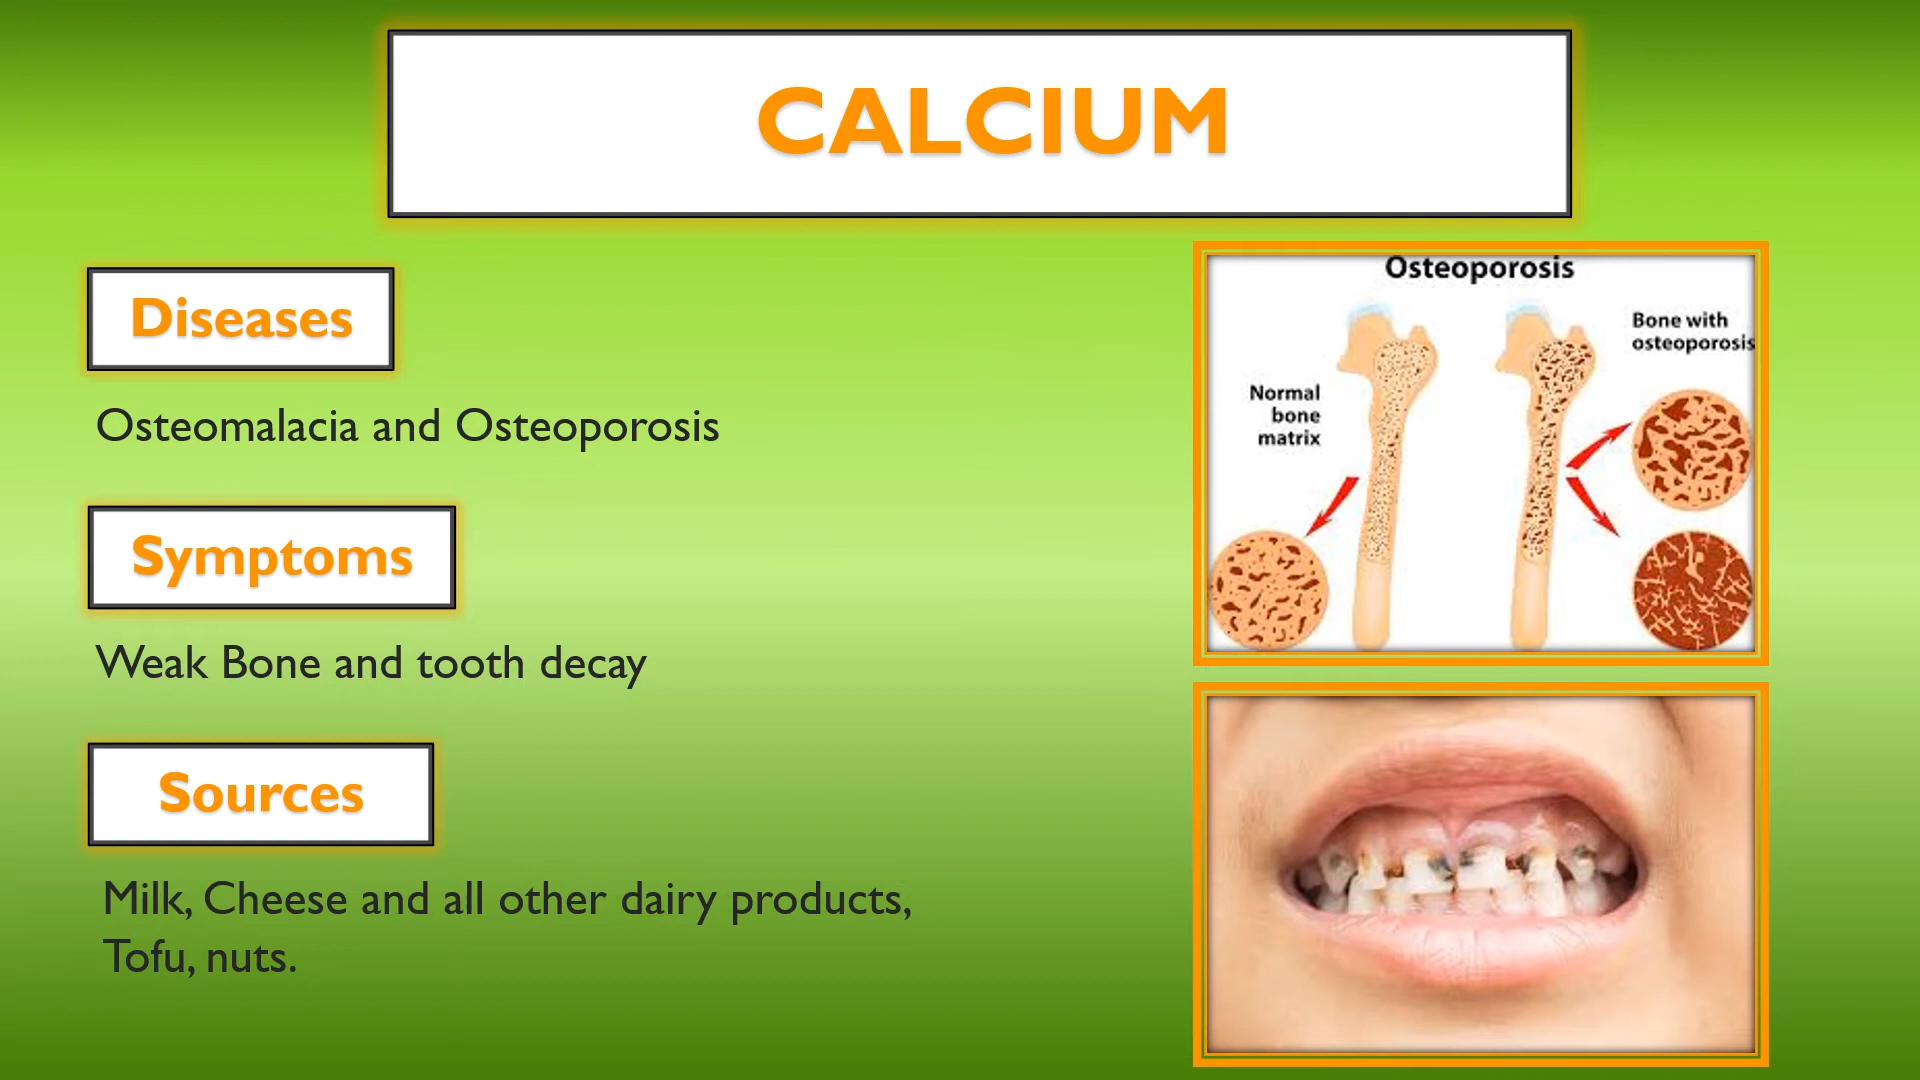 CALCIUM
Diseases
Osteomalacia and Osteoporosis
Symptoms
Weak Bone and tooth decay
Sources
Milk, Cheese and all other dairy products,
Tofu, nuts.
Osteoporosis
Bone with
osteoporosis
Normal
bone
matrix